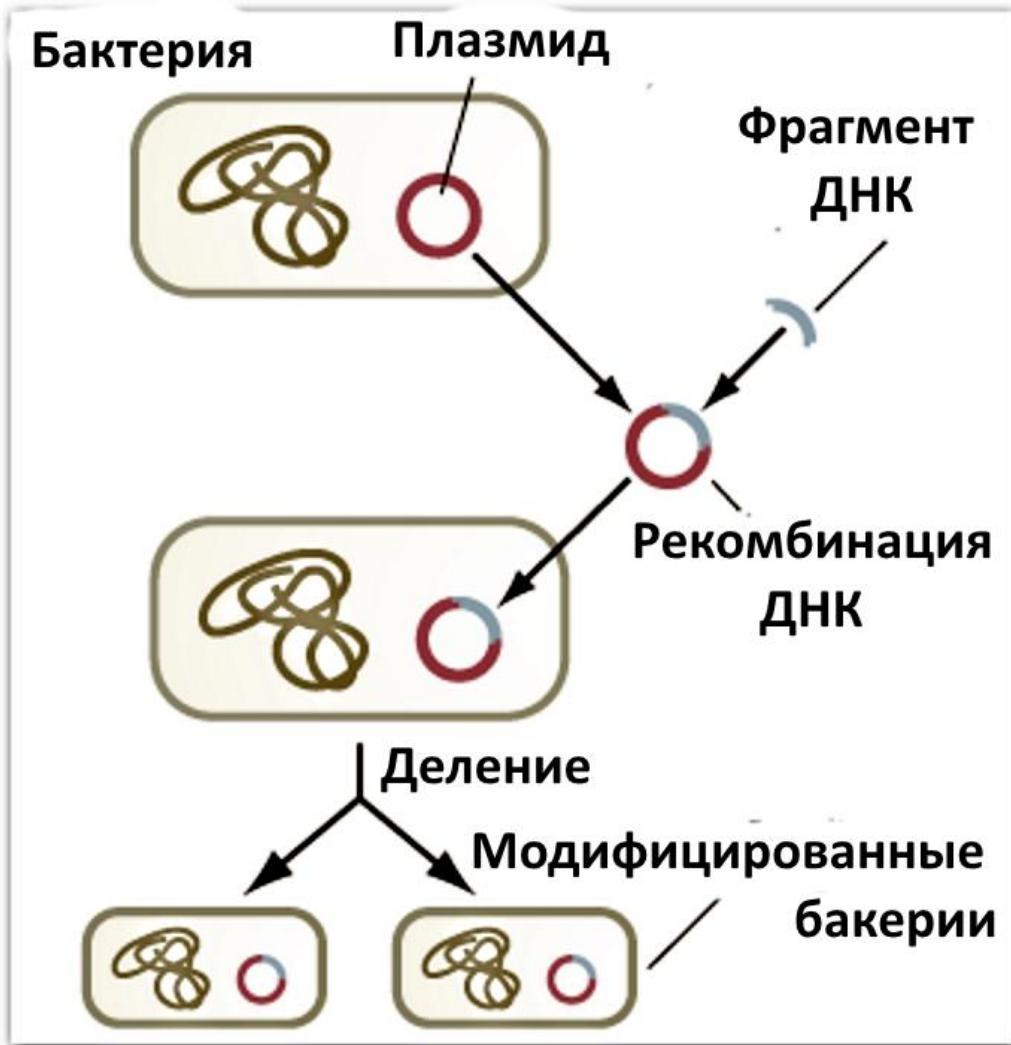 Бактерия
Плазмид
Фрагмент
ДНК
Рекомбинация
ДНК
Деление
Модифицированные
бакерии